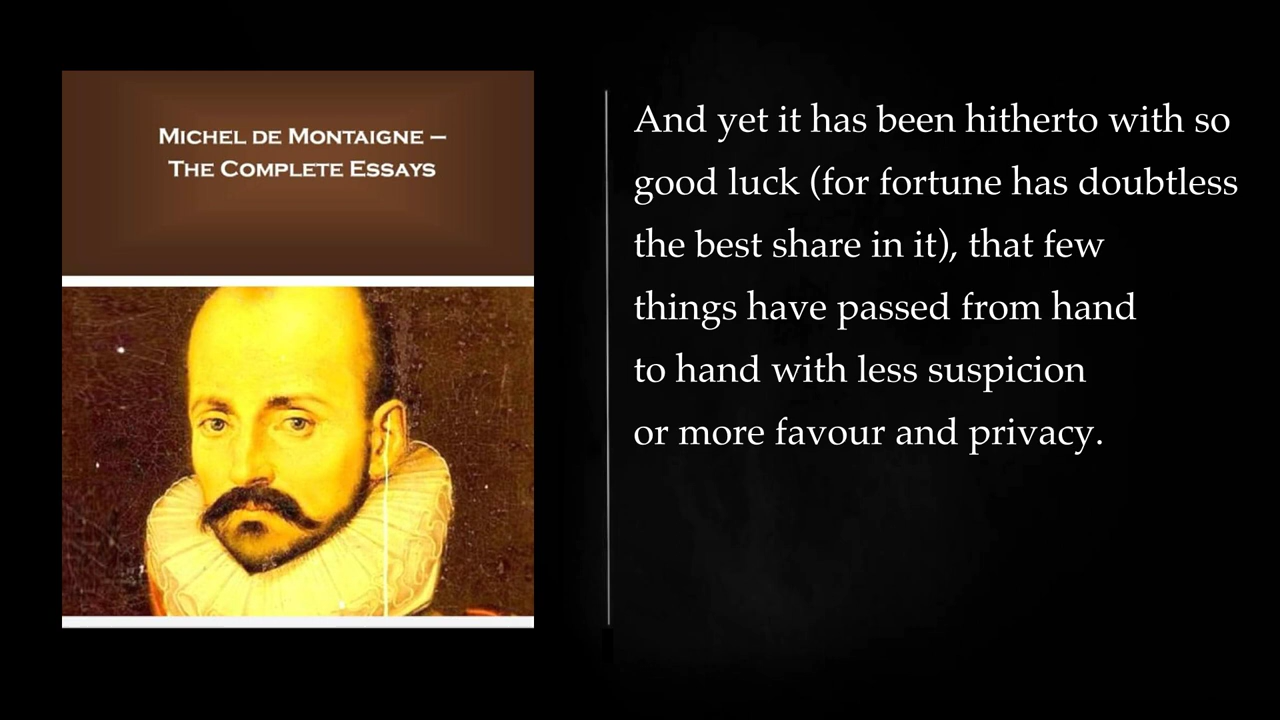 MICHEL DE MONTAIGNE –
THE COMPLETE ESSAYS
And yet it has been hitherto with so
good luck (for fortune has doubtless
the best share in it), that few
things have passed from hand
to hand with less suspicion
or more favour and privacy.